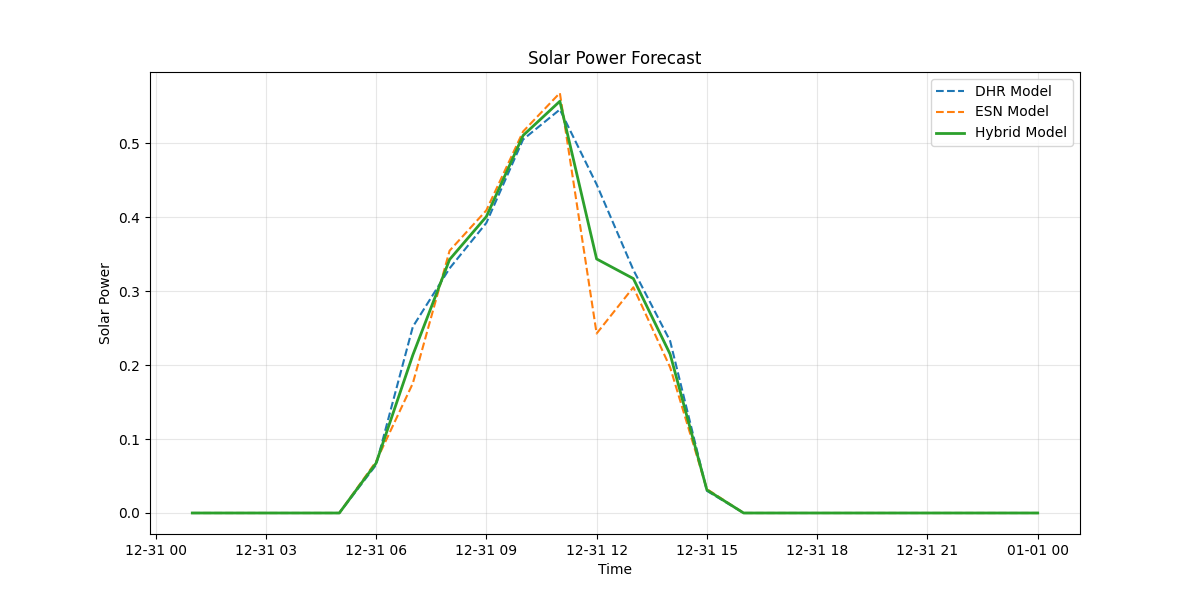 Solar Power Forecast
DHR Model
ESN Model
Hybrid Model
Solar Power
0.5
0.4
0.3
0.2
0.1
0.0
12-31 00
12-31 03
12-31 06
12-31 09
12-31 12
12-31 15
12-31 18
12-31 21
01-01 00
Time